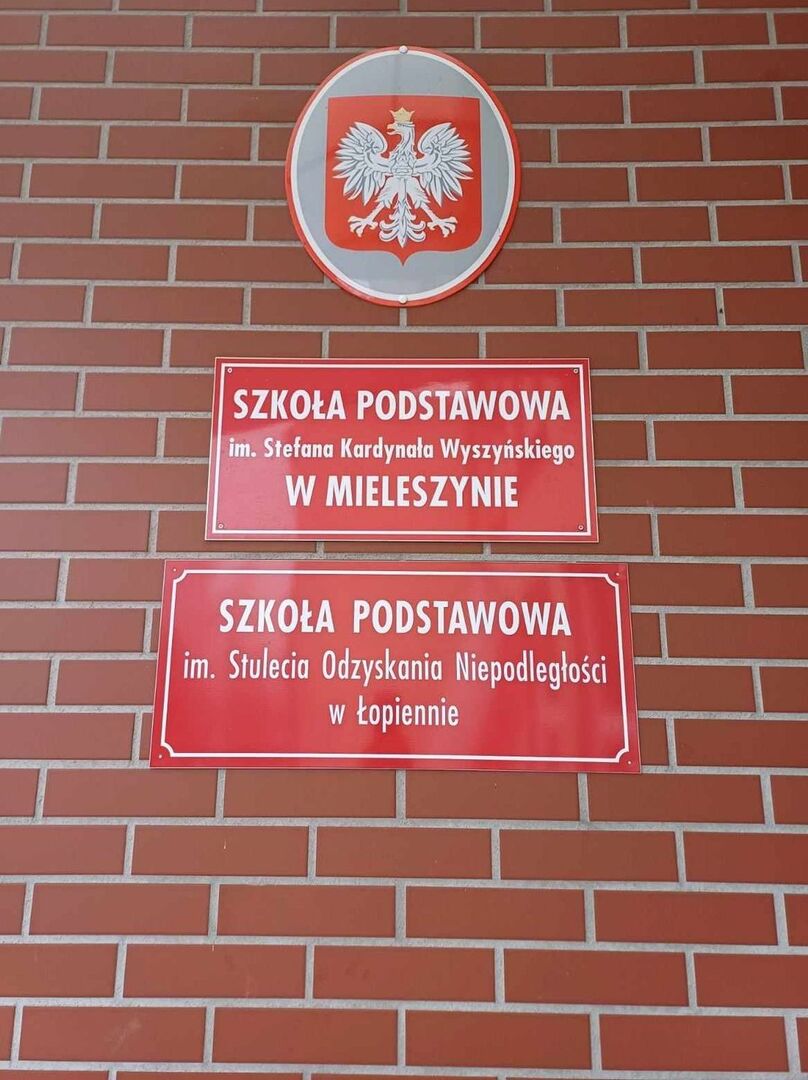 SZKOŁA PODSTAWOWA
im. Stefana Kardynała Wyszyńskiego
W MIELESZYNIE
SZKOŁA PODSTAWOWA
im. Stulecia Odzyskania Niepodległości
w Łopiennie